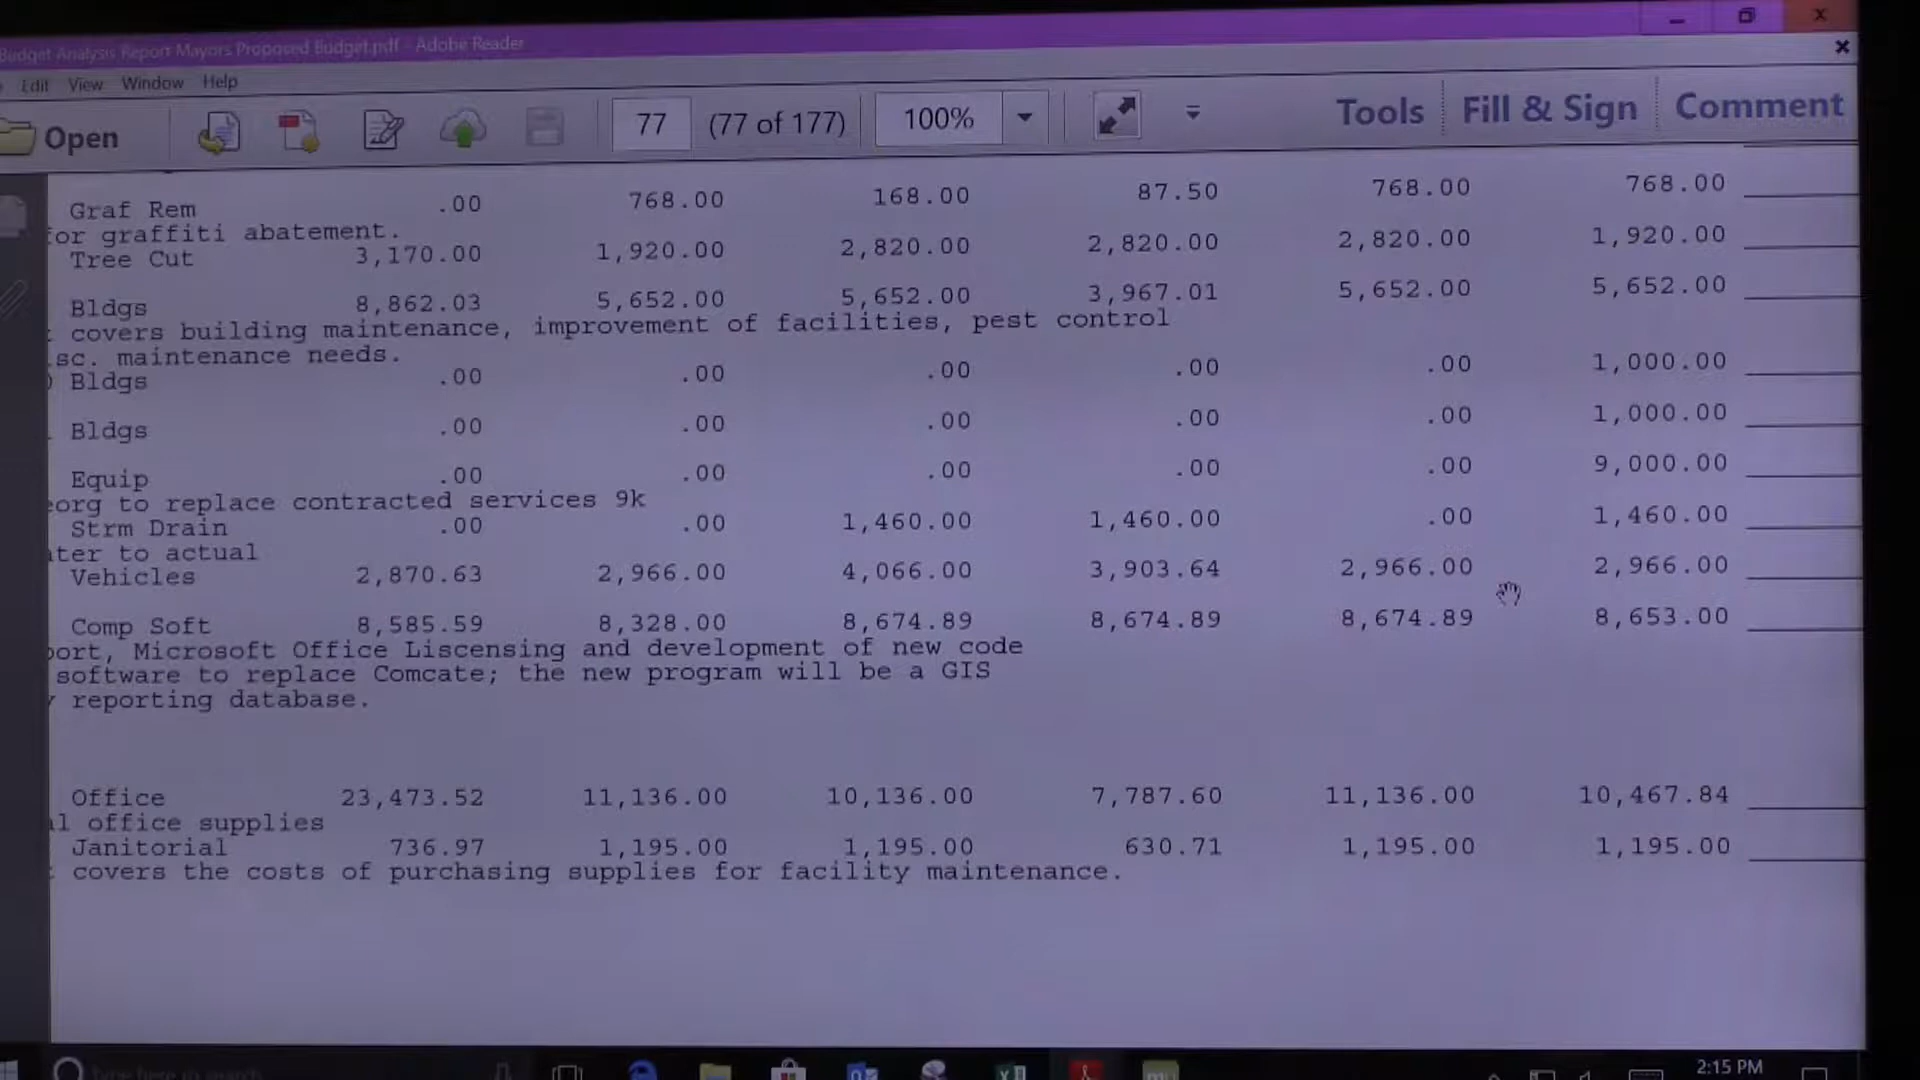 Budget Analysis Report Mayors Proposed Budget.pdf - Adobe Reader
Edit View Window Help
Open 77 (77 of 177) 100% Tools Fill & Sign Comment
Graf Rem .00 768.00 168.00 87.50 768.00 768.00
for graffiti abatement.
Tree Cut 3,170.00 1,920.00 2,820.00 2,820.00 2,820.00 1,920.00
Bldgs 8,862.03 5,652.00 5,652.00 3,967.01 5,652.00 5,652.00
covers building maintenance, improvement of facilities, pest control
sc. maintenance needs.
Bldgs .00 .00 .00 .00 .00 1,000.00
Bldgs .00 .00 .00 .00 .00 1,000.00
Equip .00 .00 .00 .00 .00 9,000.00
eorg to replace contracted services 9k
Strm Drain .00 .00 1,460.00 1,460.00 .00 1,460.00
ater to actual
Vehicles 2,870.63 2,966.00 4,066.00 3,903.64 2,966.00 2,966.00
Comp Soft 8,585.59 8,328.00 8,674.89 8,674.89 8,674.89 8,653.00
port, Microsoft Office Liscensing and development of new code
software to replace Comcate; the new program will be a GIS
reporting database.
Office 23,473.52 11,136.00 10,136.00 7,787.60 11,136.00 10,467.84
al office supplies
Janitorial 736.97 1,195.00 1,195.00 630.71 1,195.00 1,195.00
covers the costs of purchasing supplies for facility maintenance.
Type here to search
2:15 PM